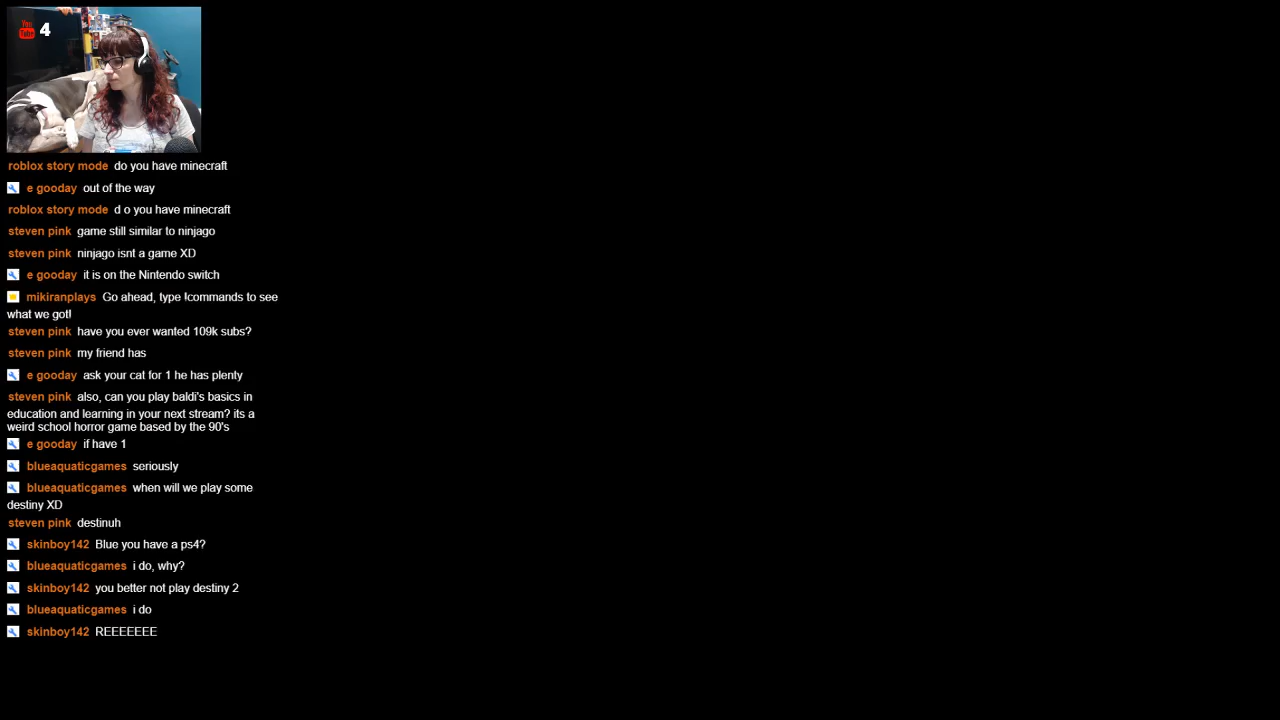 You
Tube 4
roblox story mode do you have minecraft
e gooday out of the way
roblox story mode d o you have minecraft
steven pink game still similar to ninjago
steven pink ninjago isnt a game XD
e gooday it is on the Nintendo switch
mikiranplays Go ahead, type !commands to see
what we got!
steven pink have you ever wanted 109k subs?
steven pink my friend has
e gooday ask your cat for 1 he has plenty
steven pink also, can you play baldi's basics in
education and learning in your next stream? its a
weird school horror game based by the 90's
e gooday if have 1
blueaquaticgames seriously
blueaquaticgames when will we play some
destiny XD
steven pink destinuh
skinboy142 Blue you have a ps4?
blueaquaticgames i do, why?
skinboy142 you better not play destiny 2
blueaquaticgames i do
skinboy142 REEEEEEE